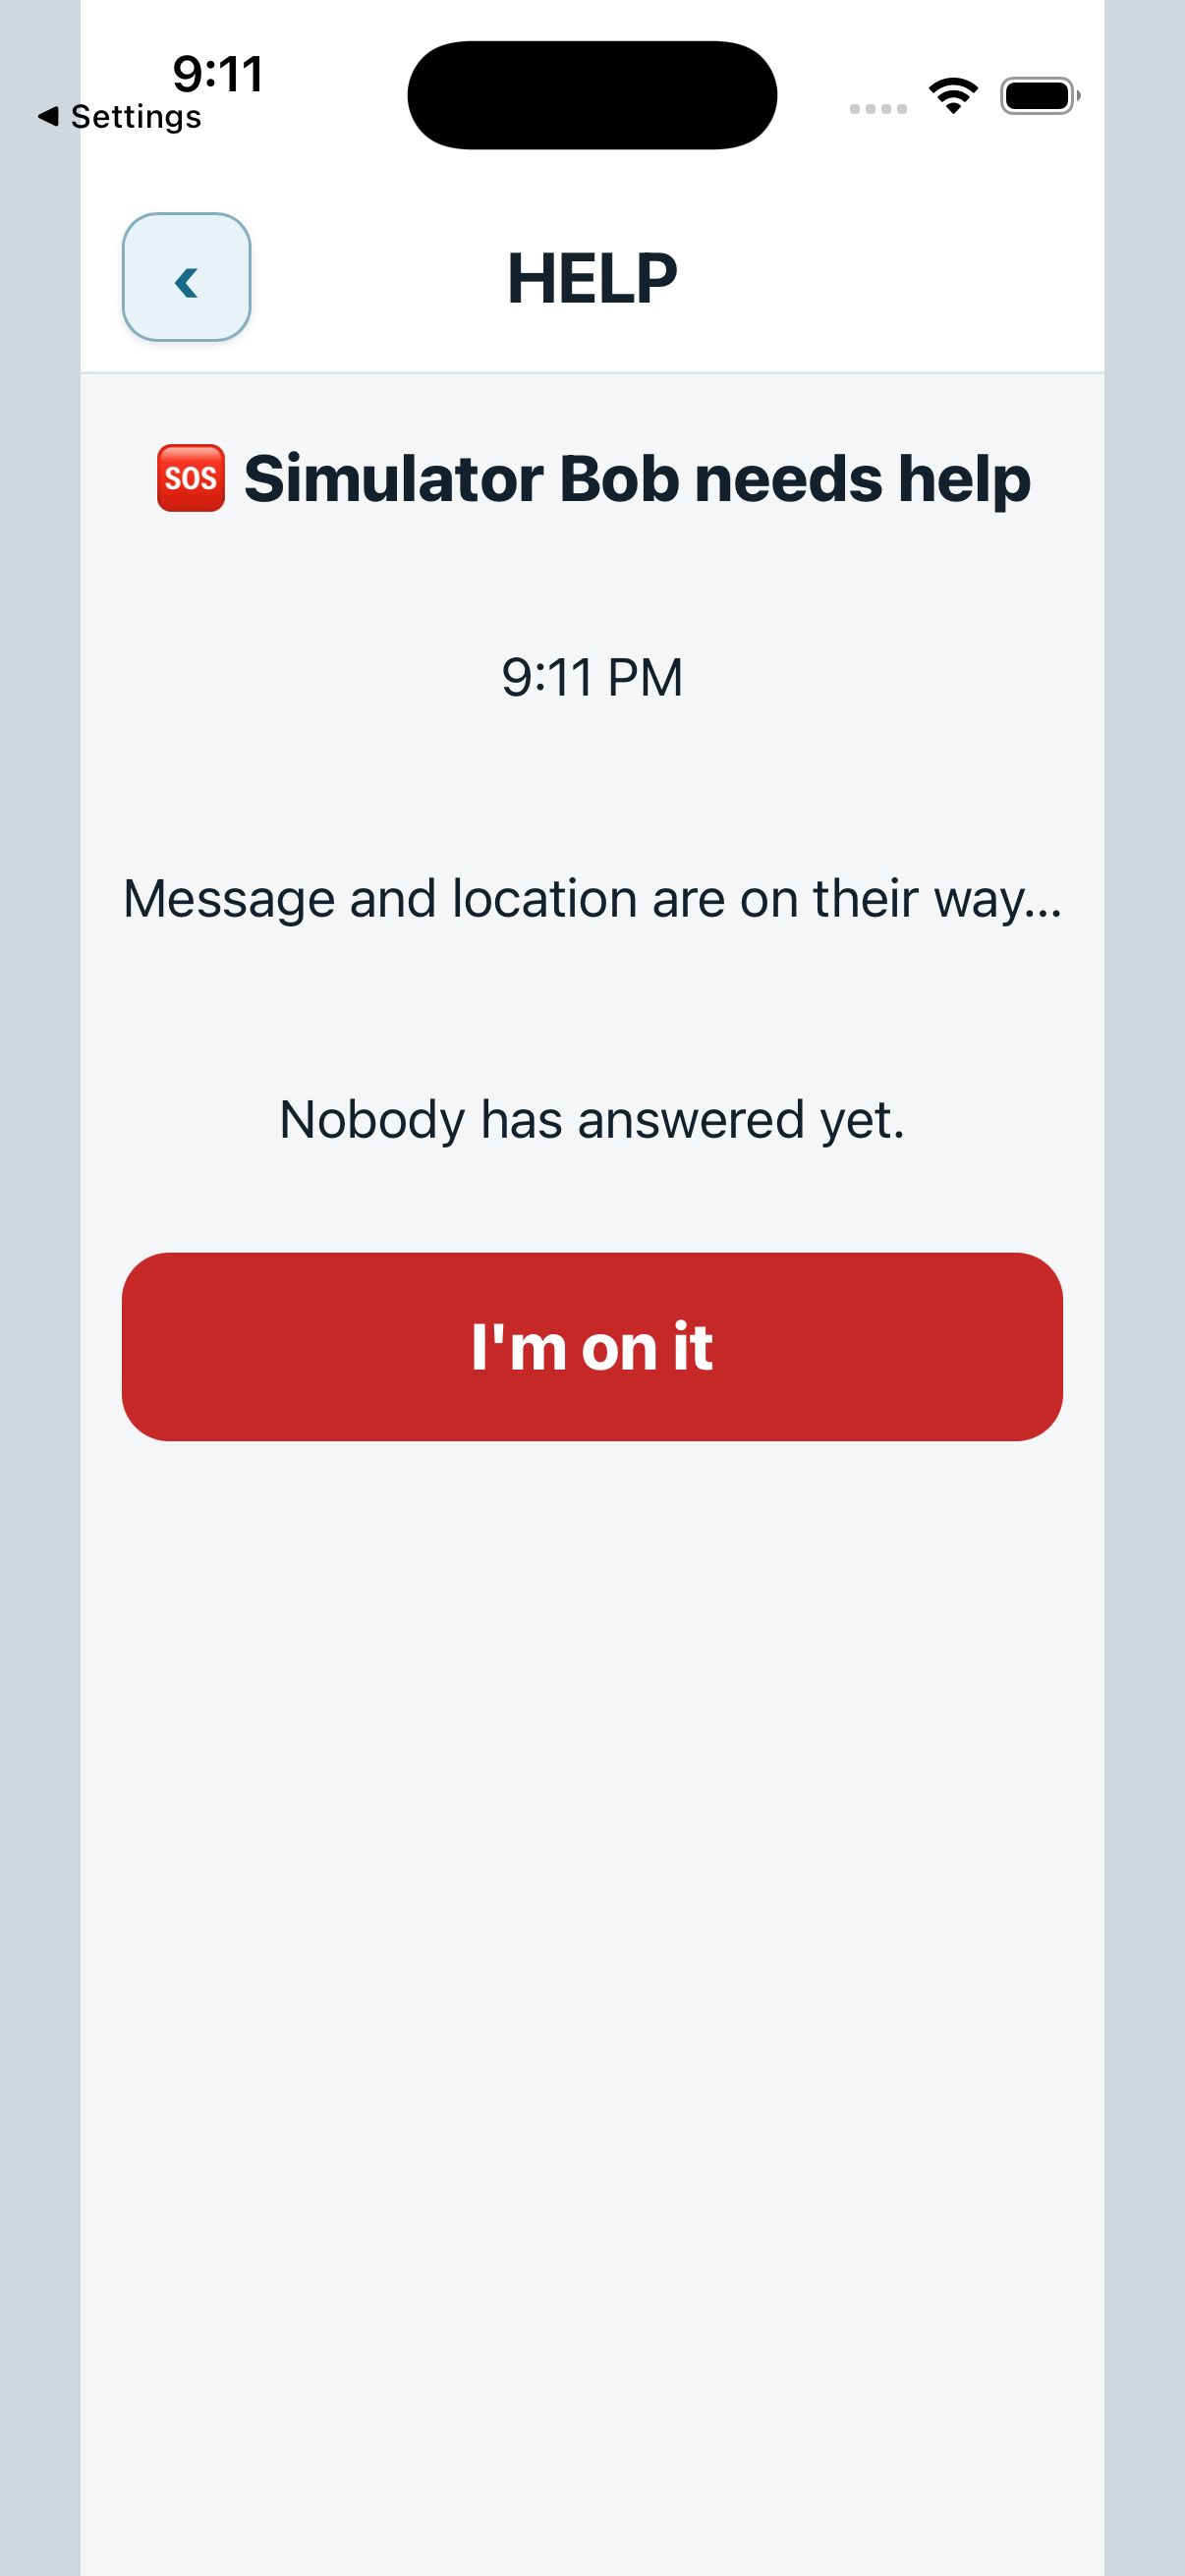 9:11
◀ Settings
‹
HELP
🆘 Simulator Bob needs help
9:11 PM
Message and location are on their way...
Nobody has answered yet.
I'm on it